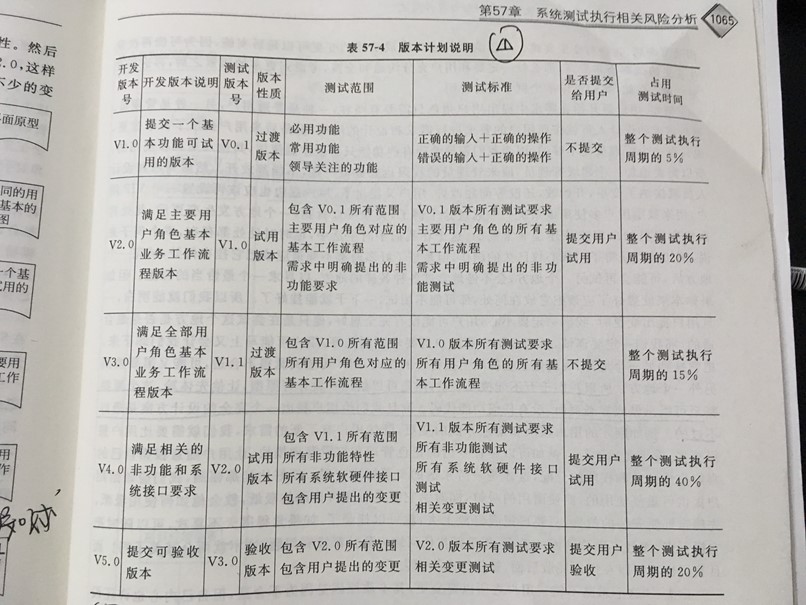 第57章 系统测试执行相关风险分析 1065
性。然后
2.0,这样
不少的变
面原型
同的用
基本的
图
一个基
试用的
要用
工作
用
作
表 57-4 版本计划说明
开发版本号 开发版本说明 测试版本号 版本性质 测试范围 测试标准 是否提交给用户 占用测试时间
V1.0 提交一个基本功能可试用的版本 V0.1 过渡版本 必用功能 常用功能 领导关注的功能 正确的输入+正确的操作 错误的输入+正确的操作 不提交 整个测试执行周期的5%
V2.0 满足主要用户角色基本业务工作流程版本 V1.0 试用版本 包含 V0.1 所有范围 主要用户角色对应的基本工作流程 需求中明确提出的非功能要求 V0.1 版本所有测试要求 主要用户角色的所有基本工作流程 需求中明确提出的非功能测试 提交用户试用 整个测试执行周期的20%
V3.0 满足全部用户角色基本业务工作流程版本 V1.1 过渡版本 包含 V1.0 所有范围 所有用户角色对应的基本工作流程 V1.0 版本所有测试要求 所有用户角色的所有基本工作流程 不提交 整个测试执行周期的15%
V4.0 满足相关的非功能和系统接口要求 V2.0 试用版本 包含 V1.1 所有范围 所有非功能特性 所有系统软硬件接口 包含用户提出的变更 V1.1 版本所有测试要求 所有非功能测试 所有系统软硬件接口测试 相关变更测试 提交用户试用 整个测试执行周期的40%
V5.0 提交可验收版本 V3.0 验收版本 包含 V2.0 所有范围 包含用户提出的变更 V2.0 版本所有测试要求 相关变更测试 提交用户验收 整个测试执行周期的20%